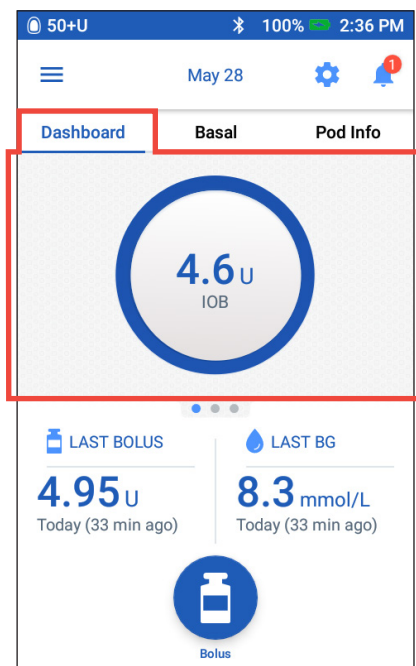 50+U 100% 2:36 PM
May 28 1
Dashboard Basal Pod Info
4.6 U
IOB
LAST BOLUS LAST BG
4.95 U 8.3 mmol/L
Today (33 min ago) Today (33 min ago)
Bolus